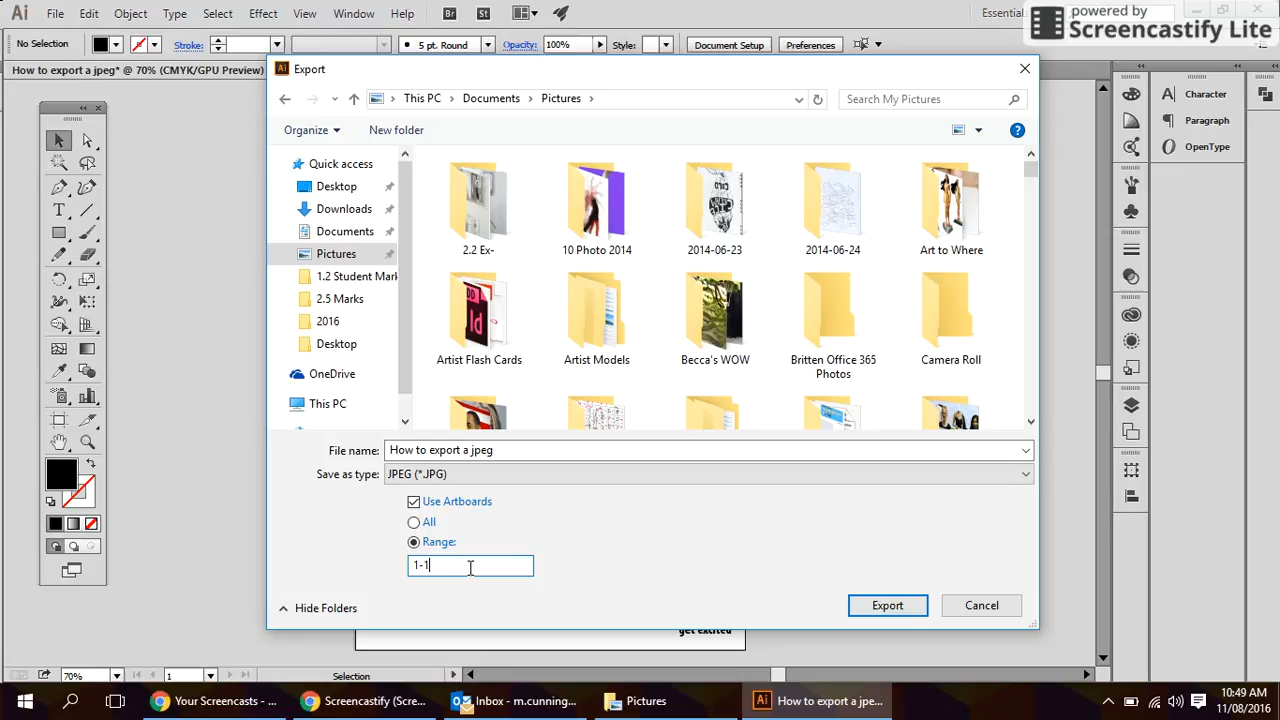 Ai File Edit Object Type Select Effect View Window Help Br St Essentials
powered by
Screencastify Lite
No Selection Stroke: 5 pt. Round Opacity: 100% Style: Document Setup Preferences
How to export a jpeg* @ 70% (CMYK/GPU Preview)
Export
This PC Documents Pictures Search My Pictures
Organize New folder
Quick access
Desktop
Downloads
Documents
Pictures
1.2 Student Mark
2.5 Marks
2016
Desktop
OneDrive
This PC
2.2 Ex- 10 Photo 2014 2014-06-23 2014-06-24 Art to Where
Artist Flash Cards Artist Models Becca's WOW Britten Office 365 Camera Roll
Photos
File name: How to export a jpeg
Save as type: JPEG (*.JPG)
Use Artboards
All
Range:
1-1
Hide Folders Export Cancel
Character
Paragraph
OpenType
get excited
70% 1 Selection
Your Screencasts - ... Screencastify (Scre... Inbox - m.cunning... Pictures How to export a jpe...
10:49 AM
11/08/2016